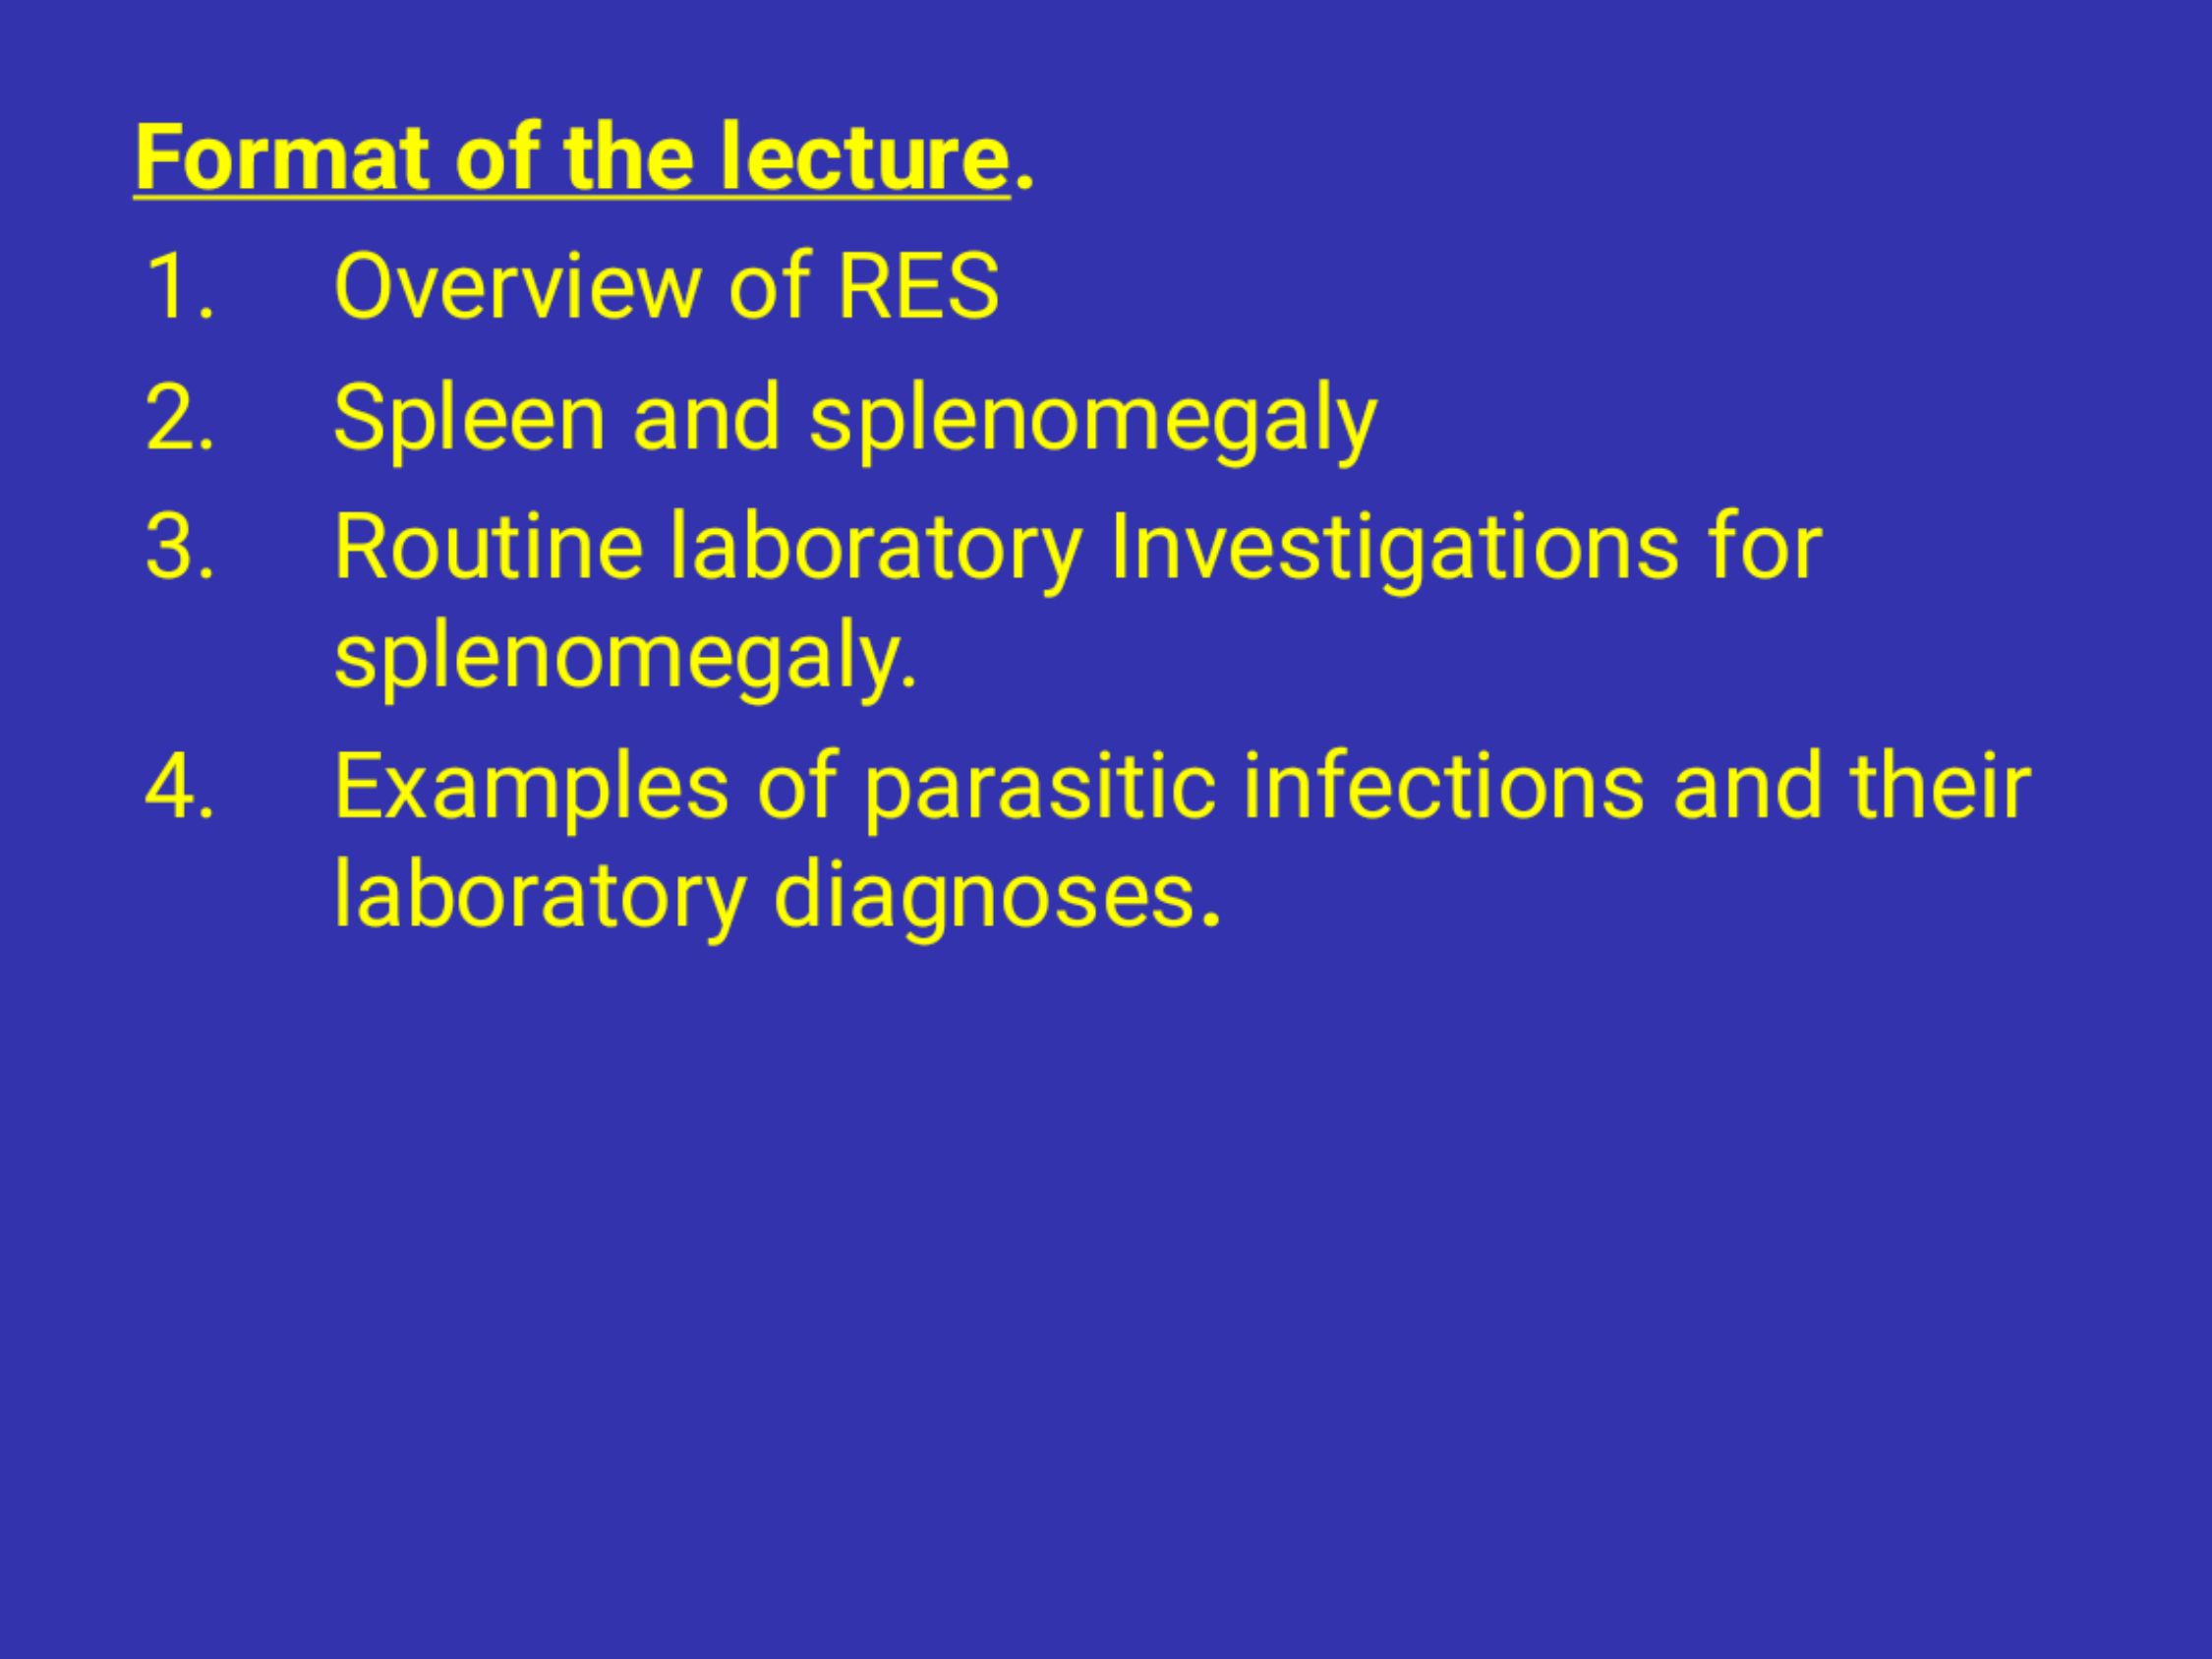 Format of the lecture.
1. Overview of RES
2. Spleen and splenomegaly
3. Routine laboratory Investigations for
splenomegaly.
4. Examples of parasitic infections and their
laboratory diagnoses.